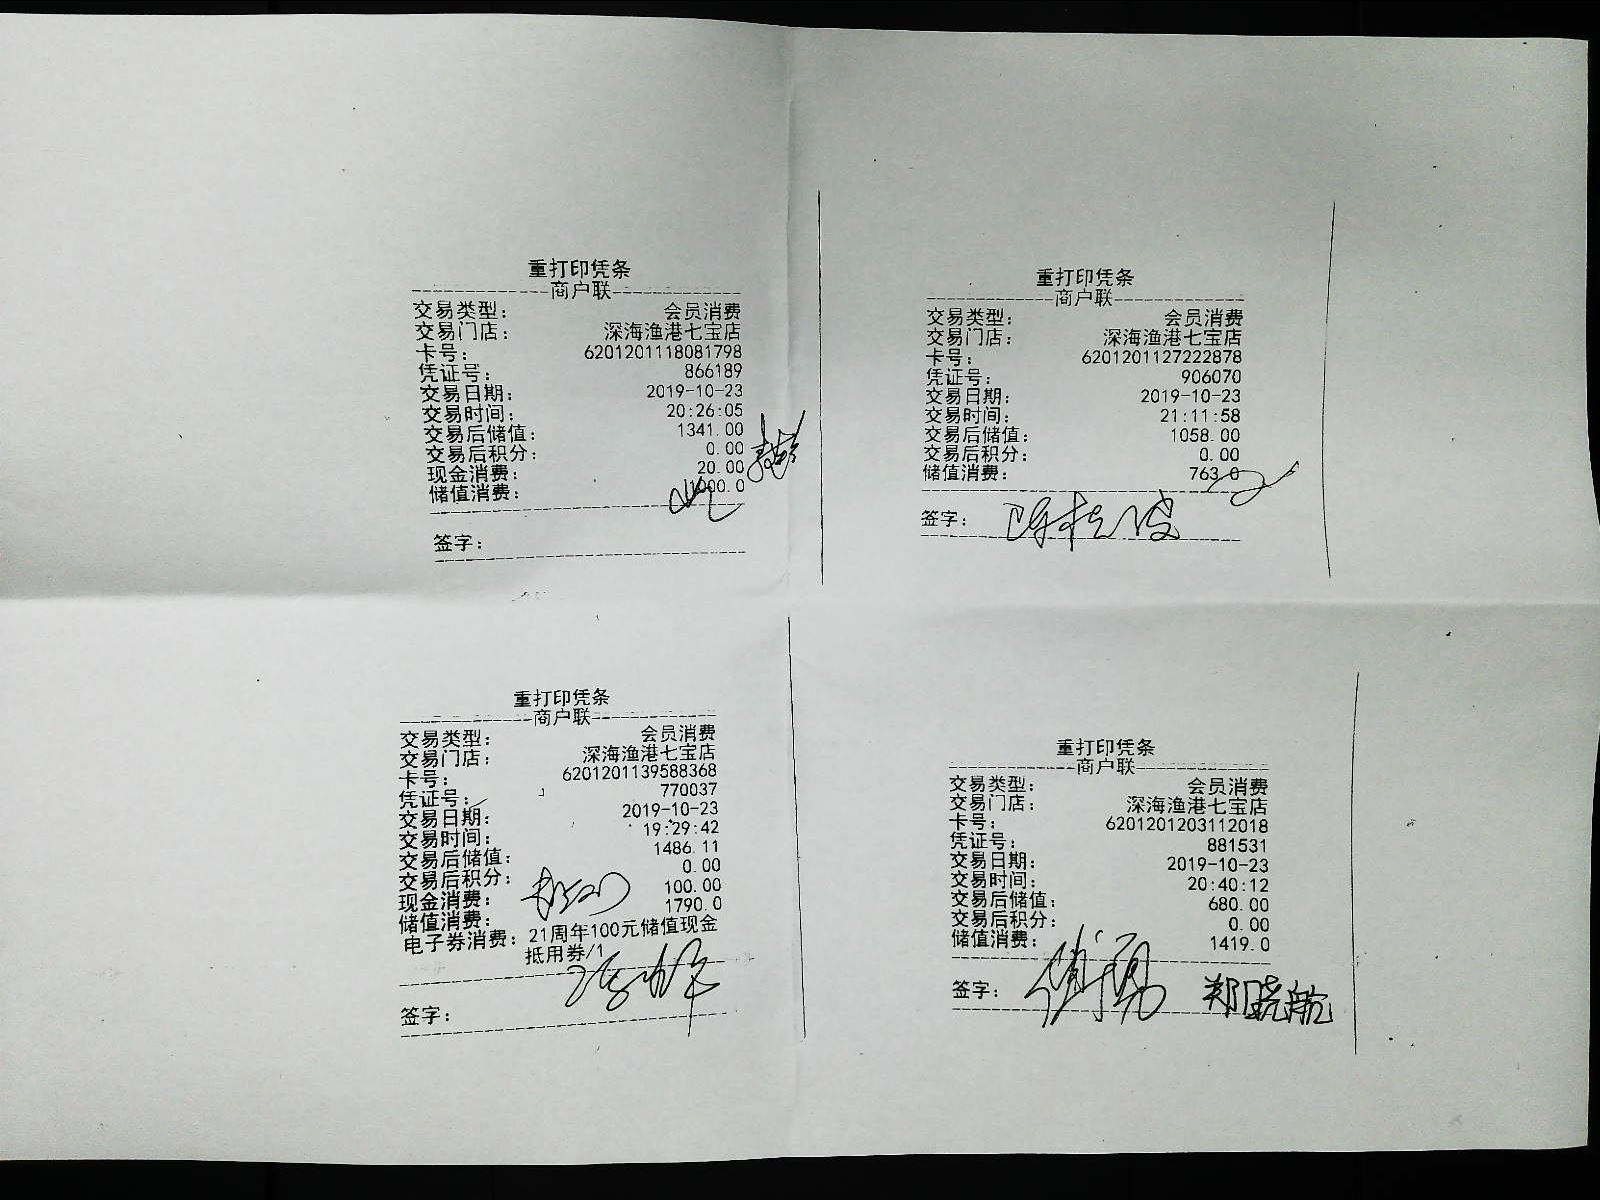 重打印凭条
商户联
交易类型： 会员消费
交易门店： 深海渔港七宝店
卡号： 6201201118081798
凭证号： 866189
交易日期： 2019-10-23
交易时间： 20:26:05
交易后储值： 1341.00
交易后积分： 0.00
现金消费： 20.00
储值消费： 000.0
签字：
重打印凭条
商户联
交易类型： 会员消费
交易门店： 深海渔港七宝店
卡号： 6201201127222878
凭证号： 906070
交易日期： 2019-10-23
交易时间： 21:11:58
交易后储值： 1058.00
交易后积分： 0.00
储值消费： 763.0
签字：
重打印凭条
商户联
交易类型： 会员消费
交易门店： 深海渔港七宝店
卡号： 6201201139588368
凭证号： 770037
交易日期： 2019-10-23
交易时间： 19:29:42
交易后储值： 1486.11
交易后积分： 0.00
现金消费： 100.00
储值消费： 1790.0
电子券消费： 21周年100元储值现金
抵用券/1
签字：
重打印凭条
商户联
交易类型： 会员消费
交易门店： 深海渔港七宝店
卡号： 6201201203112018
凭证号： 881531
交易日期： 2019-10-23
交易时间： 20:40:12
交易后储值： 680.00
交易后积分： 0.00
储值消费： 1419.0
签字： 郑晓航